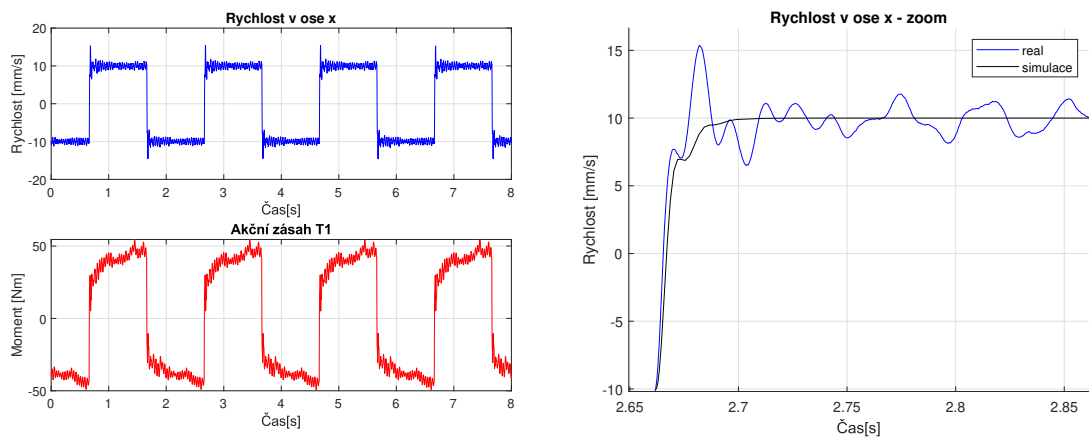 Rychlost v ose x
20
10
0
-10
-20
Rychlost [mm/s]
0 1 2 3 4 5 6 7 8
Čas[s]
Akční zásah T1
50
0
-50
Moment [Nm]
0 1 2 3 4 5 6 7 8
Čas[s]
Rychlost v ose x - zoom
real
simulace
15
10
5
0
-5
-10
Rychlost [mm/s]
2.65 2.7 2.75 2.8 2.85
Čas[s]